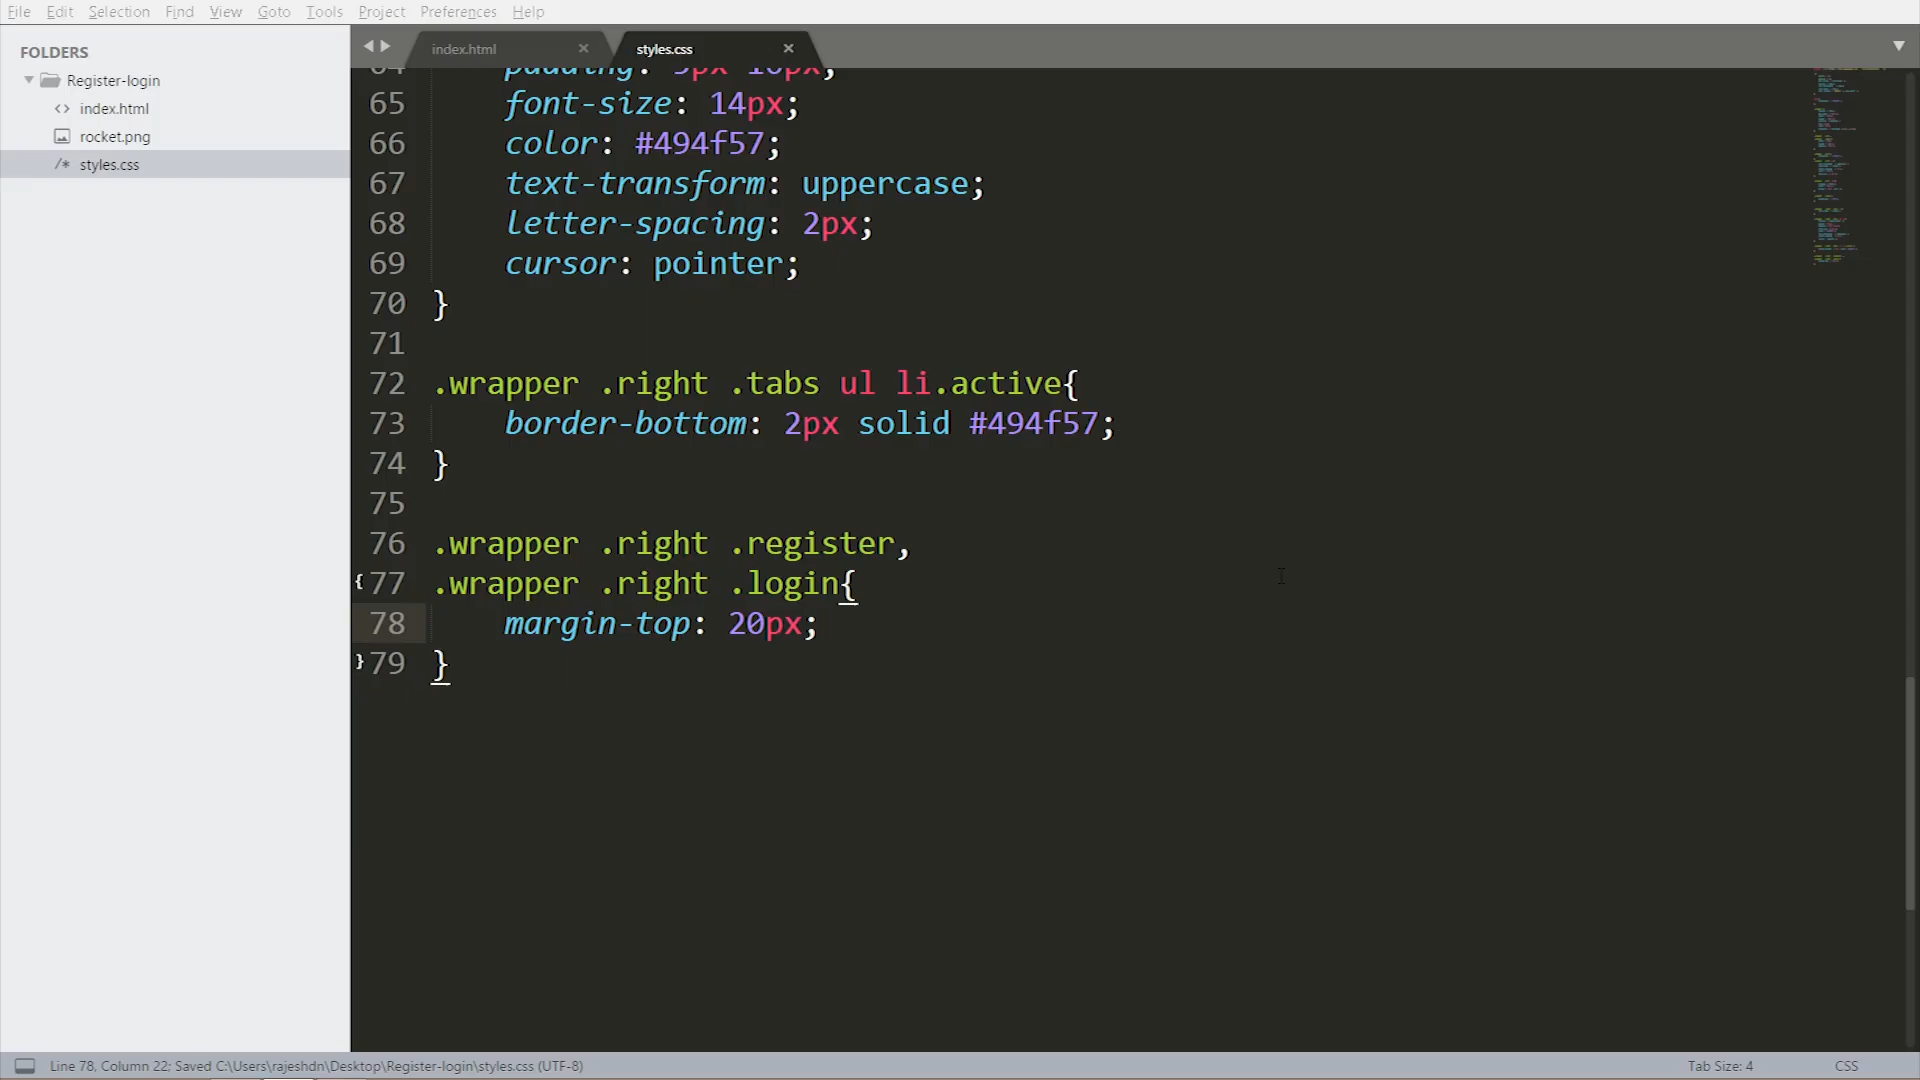 File Edit Selection Find View Goto Tools Project Preferences Help
FOLDERS
Register-login
index.html
rocket.png
/* styles.css
index.html ×
styles.css ×
65 font-size: 14px;
66 color: #494f57;
67 text-transform: uppercase;
68 letter-spacing: 2px;
69 cursor: pointer;
70 }
71
72 .wrapper .right .tabs ul li.active{
73 border-bottom: 2px solid #494f57;
74 }
75
76 .wrapper .right .register,
77 .wrapper .right .login{
78 margin-top: 20px;
79 }
Line 78, Column 22; Saved C:\Users\rajeshdn\Desktop\Register-login\styles.css (UTF-8)
Tab Size: 4
CSS